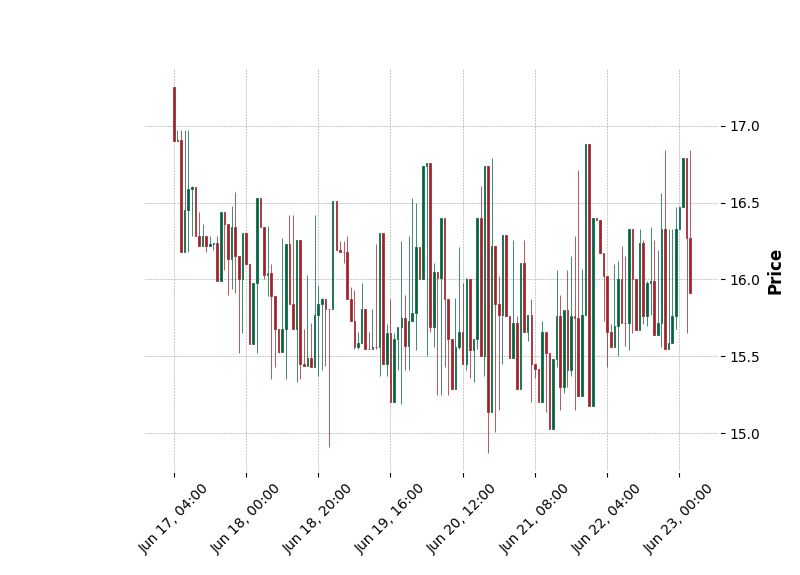 17.0
16.5
16.0
15.5
15.0
Price
Jun 17, 04:00
Jun 18, 00:00
Jun 18, 20:00
Jun 19, 16:00
Jun 20, 12:00
Jun 21, 08:00
Jun 22, 04:00
Jun 23, 00:00